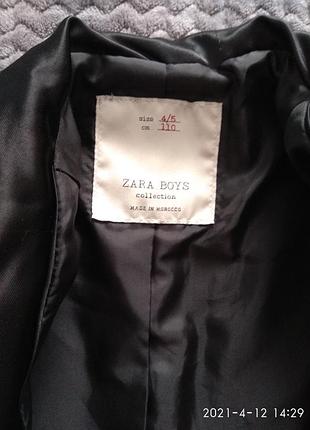 size 4/5
cm 110
ZARA BOYS
collection
MADE IN MOROCCO
2021-4-12 14:29